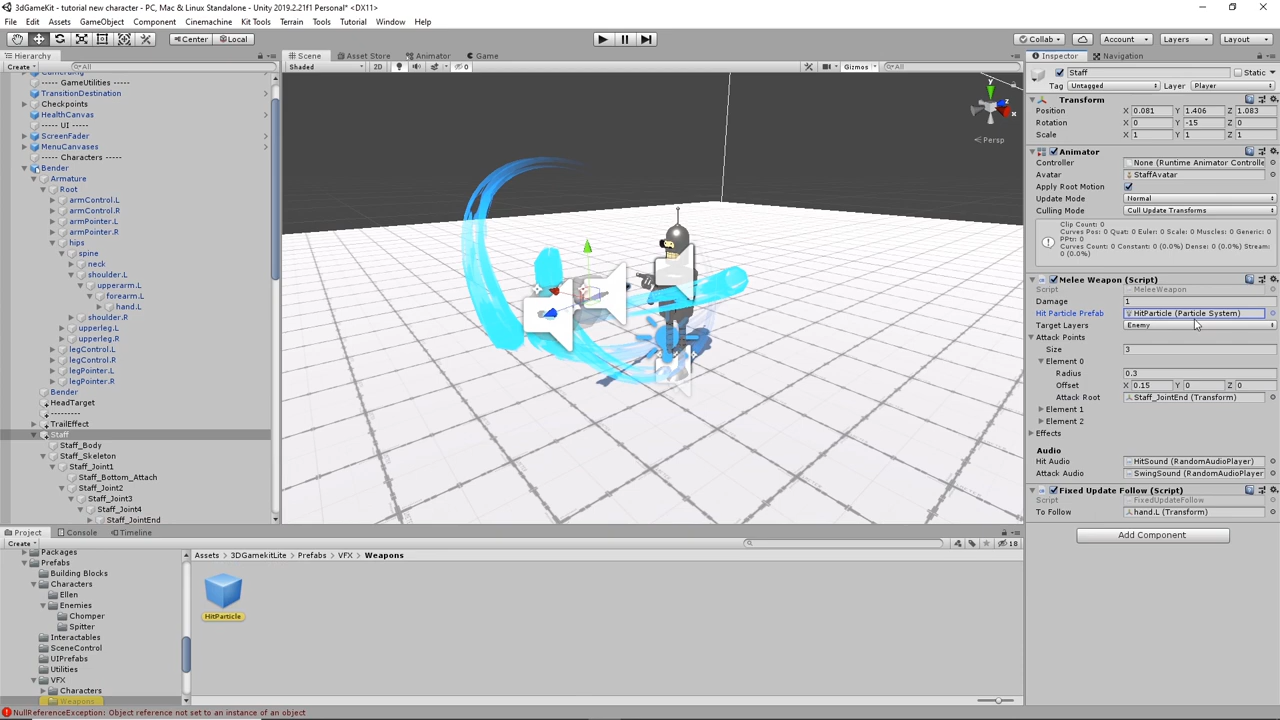 3dGameKit - tutorial new character - PC, Mac & Linux Standalone - Unity 2019.2.21f1 Personal* <DX11>
File Edit Assets GameObject Component Cinemachine Kit Tools Terrain Tools Tutorial Window Help
Center Local Collab Account Layers Layout
Hierarchy Scene Asset Store Animator Game Inspector Navigation
Create All Shaded 2D 0 Gizmos All
Staff Static
Tag Untagged Layer Player
----- GameUtilities -----
TransitionDestination
Checkpoints
HealthCanvas
----- UI -----
ScreenFader
MenuCanvases
----- Characters -----
Bender
Armature
Root
armControl.L
armControl.R
armPointer.L
armPointer.R
hips
spine
neck
shoulder.L
upperarm.L
forearm.L
hand.L
shoulder.R
upperleg.L
upperleg.R
legControl.L
legControl.R
legPointer.L
legPointer.R
Bender
HeadTarget
---------
TrailEffect
Staff
Staff_Body
Staff_Skeleton
Staff_Joint1
Staff_Bottom_Attach
Staff_Joint2
Staff_Joint3
Staff_Joint4
Staff_JointEnd
y
z
x
Persp
Transform
Position X 0.081 Y 1.406 Z 1.083
Rotation X 0 Y -15 Z 0
Scale X 1 Y 1 Z 1
Animator
Controller None (Runtime Animator Controlle
Avatar StaffAvatar
Apply Root Motion
Update Mode Normal
Culling Mode Cull Update Transforms
Clip Count: 0
Curves Pos: 0 Quat: 0 Euler: 0 Scale: 0 Muscles: 0 Generic: 0
PPtr: 0
Curves Count: 0 Constant: 0 (0.0%) Dense: 0 (0.0%) Stream:
0 (0.0%)
Melee Weapon (Script)
Script MeleeWeapon
Damage 1
Hit Particle Prefab HitParticle (Particle System)
Target Layers Enemy
Attack Points
Size 3
Element 0
Radius 0.3
Offset X 0.15 Y 0 Z 0
Attack Root Staff_JointEnd (Transform)
Element 1
Element 2
Effects
Audio
Hit Audio HitSound (RandomAudioPlayer)
Attack Audio SwingSound (RandomAudioPlayer
Fixed Update Follow (Script)
Script FixedUpdateFollow
To Follow hand.L (Transform)
Add Component
Project Console Timeline
Create 18
Assets > 3DGamekitLite > Prefabs > VFX > Weapons
Packages
Prefabs
Building Blocks
Characters
Ellen
Enemies
Chomper
Spitter
Interactables
SceneControl
UIPrefabs
Utilities
VFX
Characters
Weapons
HitParticle
NullReferenceException: Object reference not set to an instance of an object